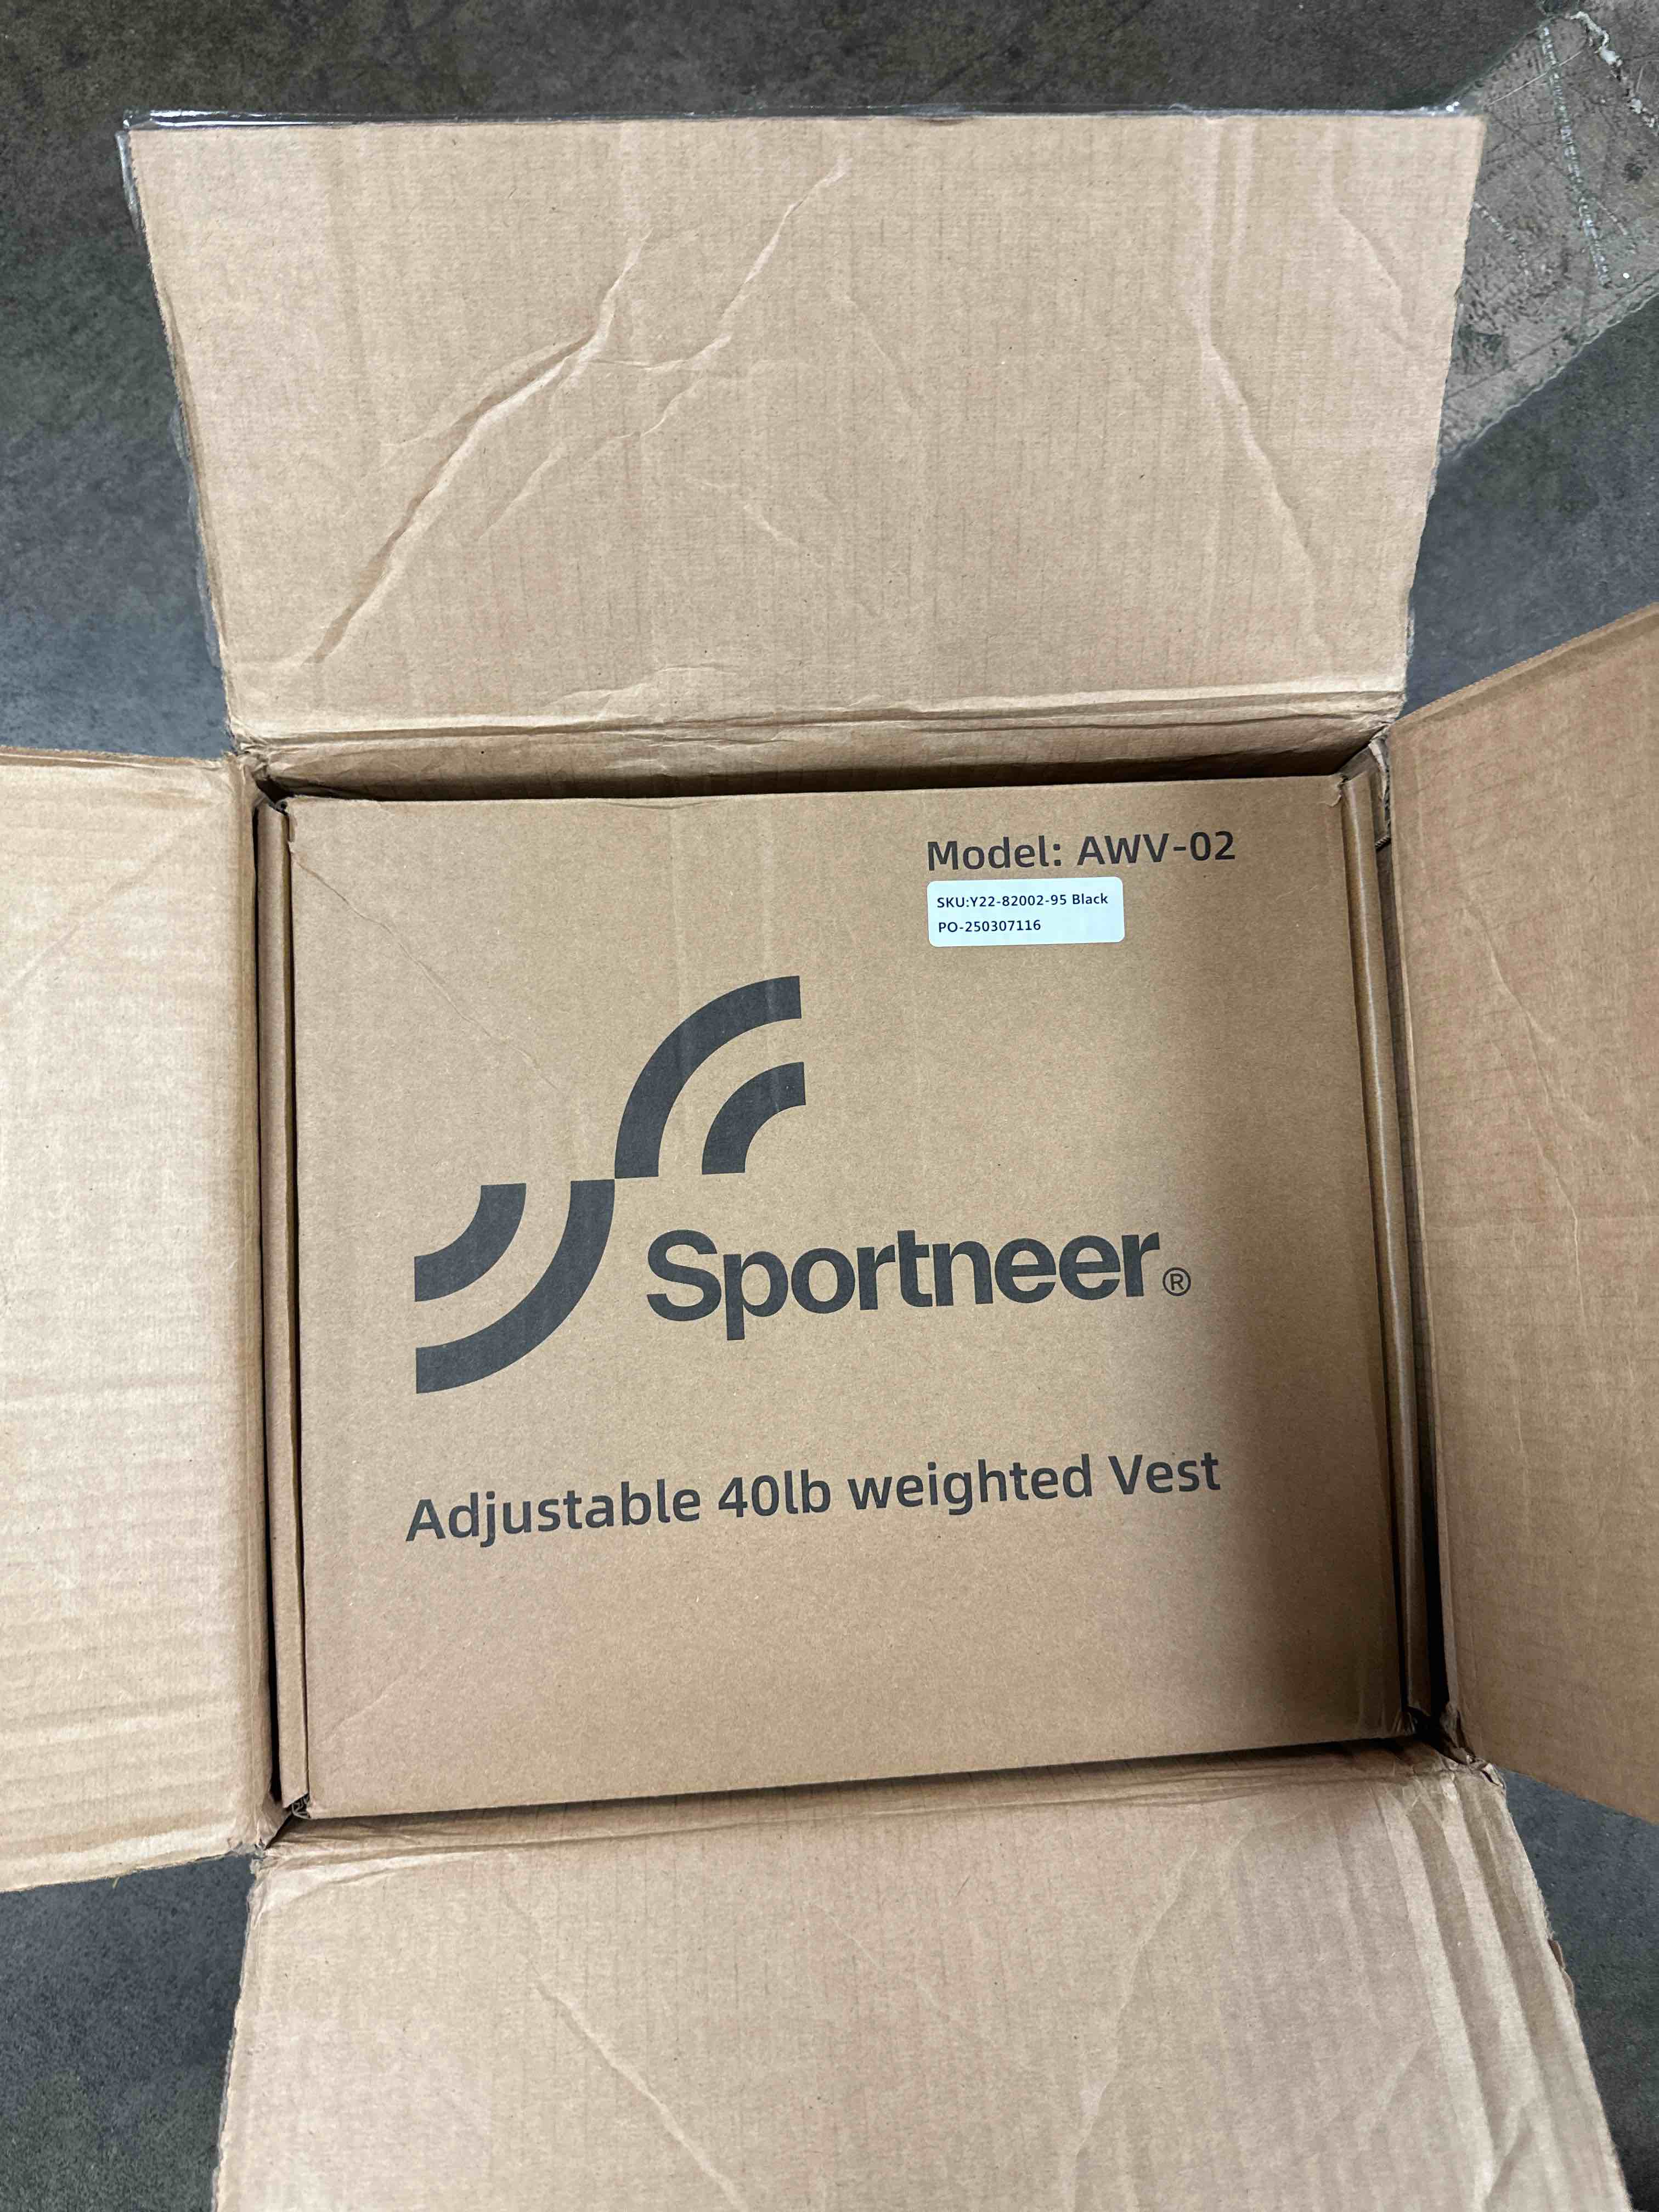 Model: AWV-02
SKU:Y22-82002-95 Black
PO-250307116
Sportneer®
Adjustable 40lb weighted Vest